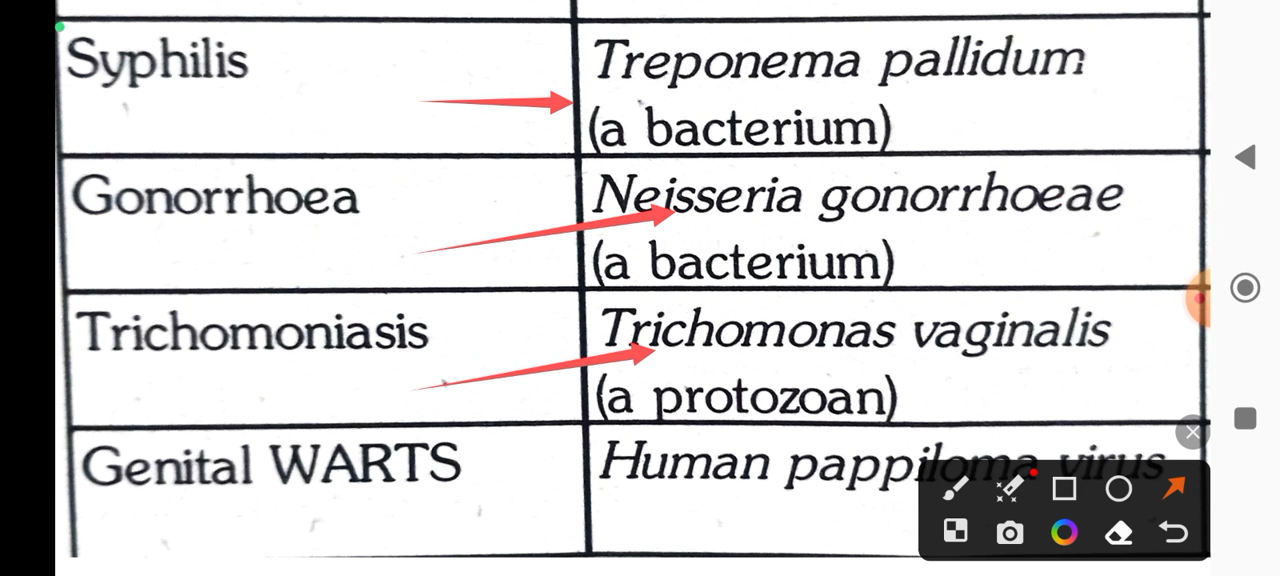 Syphilis
Treponema pallidum
(a bacterium)
Gonorrhoea
Neisseria gonorrhoeae
(a bacterium)
Trichomoniasis
Trichomonas vaginalis
(a protozoan)
Genital WARTS
Human pappiloma virus